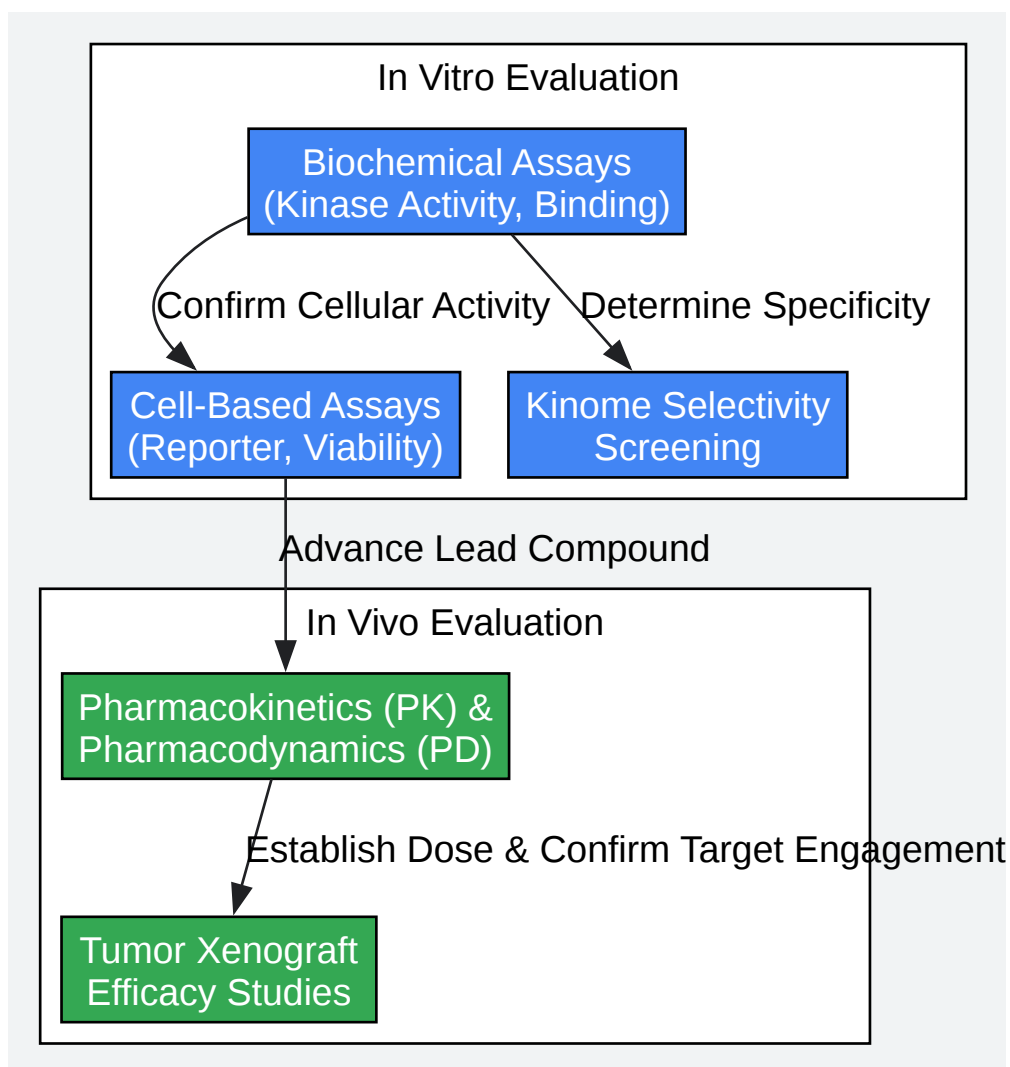 In Vitro Evaluation
Biochemical Assays
(Kinase Activity, Binding)
Confirm Cellular Activity
Determine Specificity
Cell-Based Assays
(Reporter, Viability)
Kinome Selectivity
Screening
Advance Lead Compound
In Vivo Evaluation
Pharmacokinetics (PK) &
Pharmacodynamics (PD)
Establish Dose & Confirm Target Engagement
Tumor Xenograft
Efficacy Studies